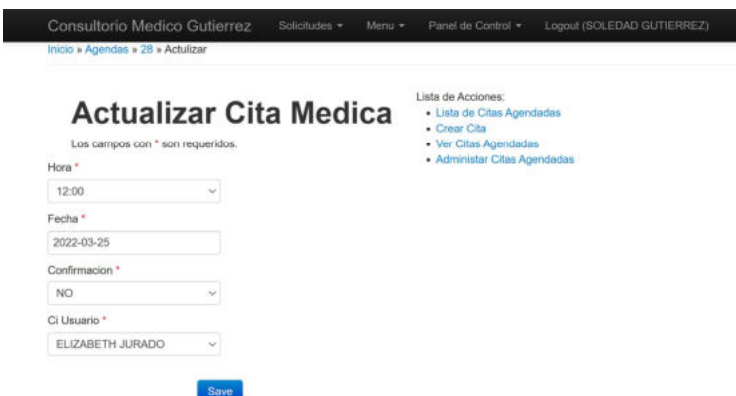 Consultorio Medico Gutierrez Solicitudes Menu Panel de Control Logout (SOLEDAD GUTIERREZ)
Inicio » Agendas » 28 » Actulizar
Actualizar Cita Medica
Los campos con * son requeridos.
Hora *
12:00
Fecha *
2022-03-25
Confirmacion *
NO
Ci Usuario *
ELIZABETH JURADO
Save
Lista de Acciones:
• Lista de Citas Agendadas
• Crear Cita
• Ver Citas Agendadas
• Administar Citas Agendadas